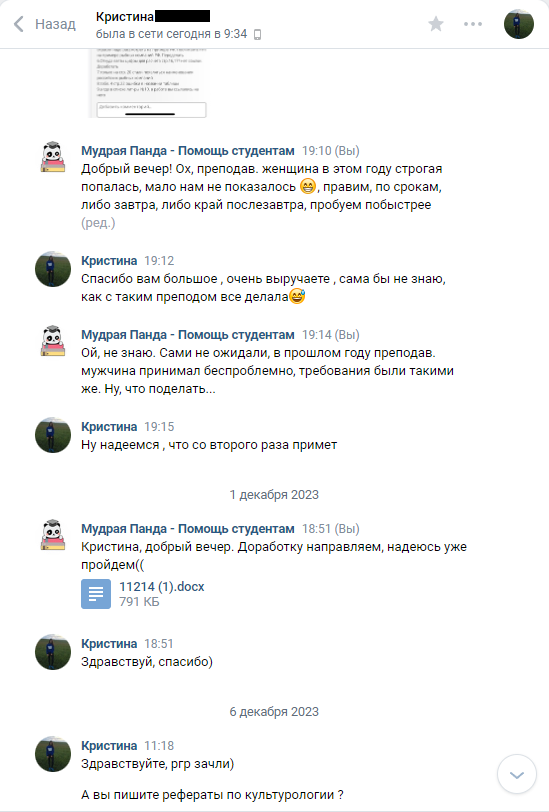 Назад
Кристина
была в сети сегодня в 9:34
Мудрая Панда - Помощь студентам 19:10 (Вы)
Добрый вечер! Ох, преподав. женщина в этом году строгая
попалась, мало нам не показалось 😁, правим, по срокам,
либо завтра, либо край послезавтра, пробуем побыстрее
(ред.)
Кристина 19:12
Спасибо вам большое , очень выручаете , сама бы не знаю,
как с таким преподом все делала😅
Мудрая Панда - Помощь студентам 19:14 (Вы)
Ой, не знаю. Сами не ожидали, в прошлом году преподав.
мужчина принимал беспроблемно, требования были такими
же. Ну, что поделать...
Кристина 19:15
Ну надеемся , что со второго раза примет
1 декабря 2023
Мудрая Панда - Помощь студентам 18:51 (Вы)
Кристина, добрый вечер. Доработку направляем, надеюсь уже
пройдем((
11214 (1).docx
791 КБ
Кристина 18:51
Здравствуй, спасибо)
6 декабря 2023
Кристина 11:18
Здравствуйте, ргр зачли)
А вы пишите рефераты по культурологии ?